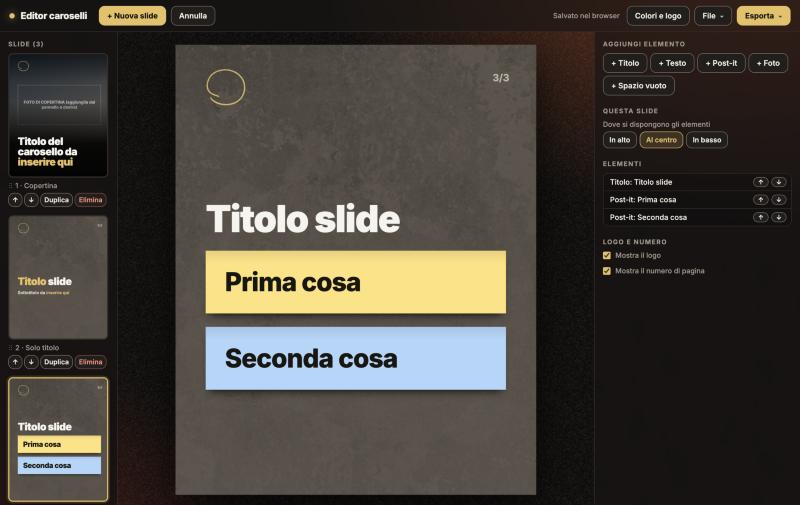 Editor caroselli
+ Nuova slide
Annulla
Salvato nel browser
Colori e logo
File
Esporta
SLIDE (3)
FOTO DI COPERTINA (aggiungila dal
pannello a destra)
Titolo del
carosello da
inserire qui
1 · Copertina
↑
↓
Duplica
Elimina
Titolo slide
Sottotitolo da inserire qui
2 · Solo titolo
↑
↓
Duplica
Elimina
Titolo slide
Prima cosa
Seconda cosa
3/3
Titolo slide
Prima cosa
Seconda cosa
AGGIUNGI ELEMENTO
+ Titolo
+ Testo
+ Post-it
+ Foto
+ Spazio vuoto
QUESTA SLIDE
Dove si dispongono gli elementi
In alto
Al centro
In basso
ELEMENTI
Titolo: Titolo slide
↑
↓
Post-it: Prima cosa
↑
↓
Post-it: Seconda cosa
↑
↓
LOGO E NUMERO
Mostra il logo
Mostra il numero di pagina